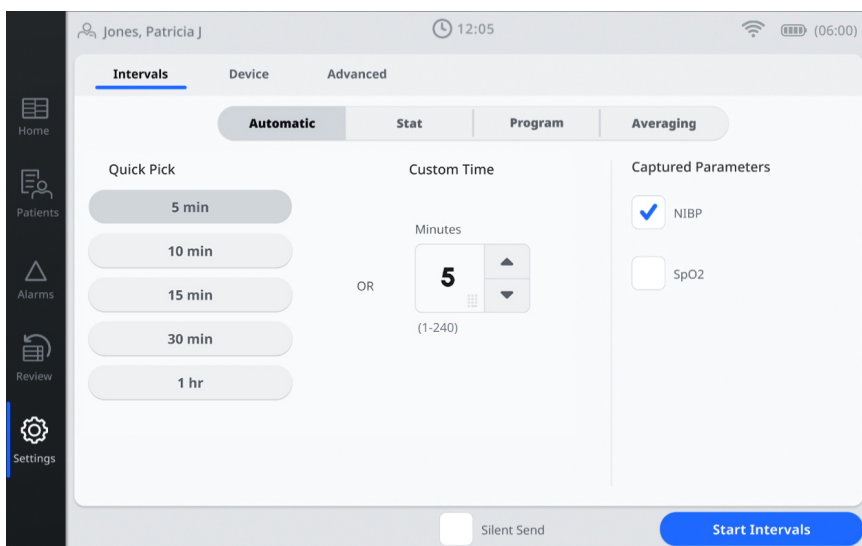 Jones, Patricia J
12:05
(06:00)
Intervals Device Advanced
Automatic Stat Program Averaging
Home
Patients
Alarms
Review
Settings
Quick Pick
5 min
10 min
15 min
30 min
1 hr
OR
Custom Time
Minutes
5
(1-240)
Captured Parameters
NIBP
SpO2
Silent Send
Start Intervals